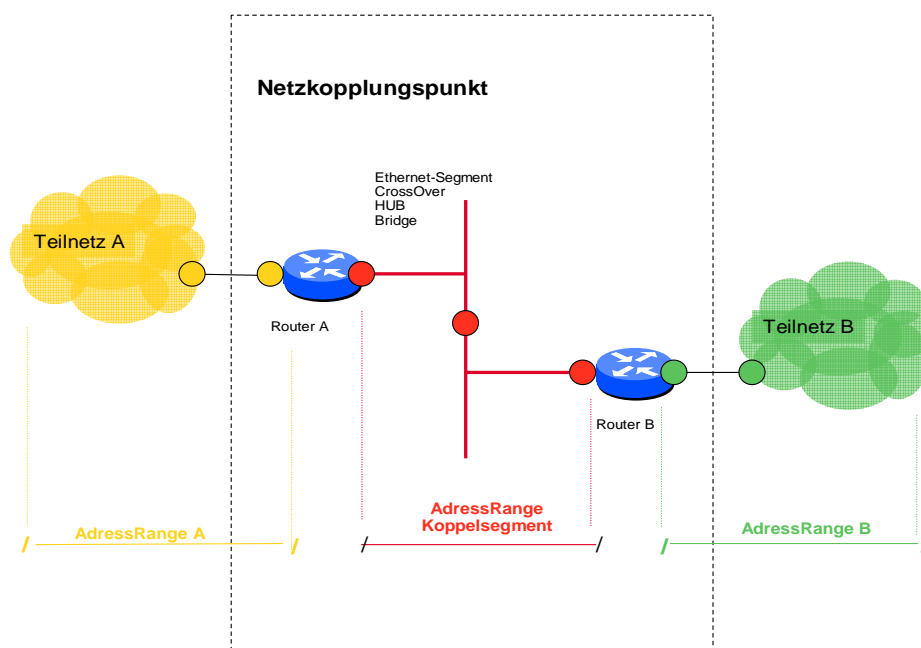 Netzkopplungspunkt
Ethernet-Segment
CrossOver
HUB
Bridge
Teilnetz A
Router A
Teilnetz B
Router B
AdressRange A
AdressRange
Koppelsegment
AdressRange B